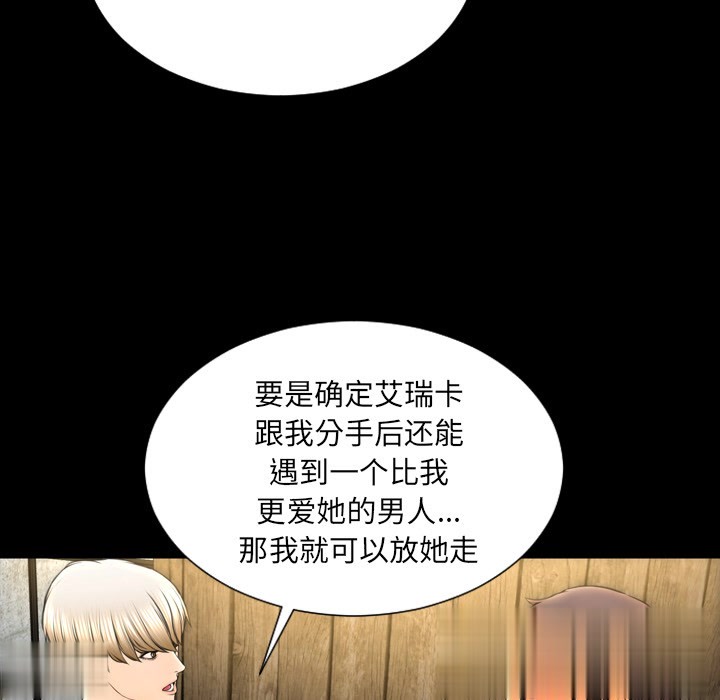 要是确定艾瑞卡
跟我分手后还能
遇到一个比我
更爱她的男人...
那我就可以放她走